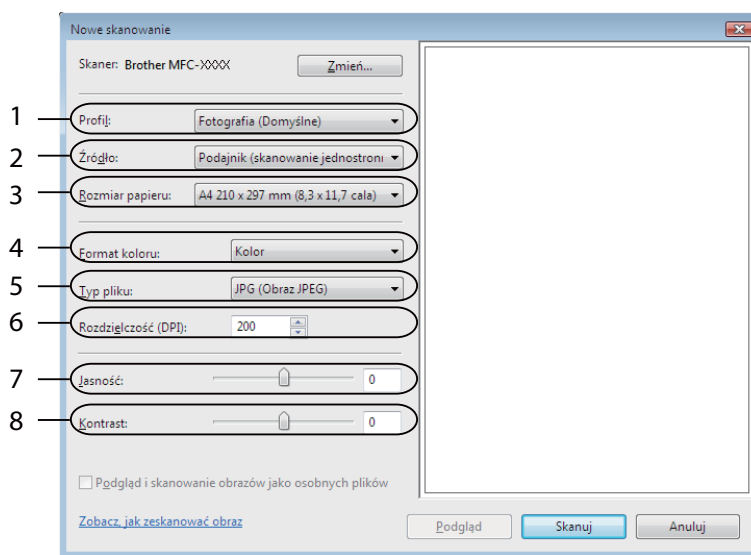 Nowe skanowanie
Skaner: Brother MFC-XXXX Zmień...
1 Profil: Fotografia (Domyślne)
2 Źródło: Podajnik (skanowanie jednostroni
3 Rozmiar papieru: A4 210 x 297 mm (8,3 x 11,7 cala)
4 Format koloru: Kolor
5 Typ pliku: JPG (Obraz JPEG)
6 Rozdzielczość (DPI): 200
7 Jasność: 0
8 Kontrast: 0
Podgląd i skanowanie obrazów jako osobnych plików
Zobacz, jak zeskanować obraz
Podgląd Skanuj Anuluj